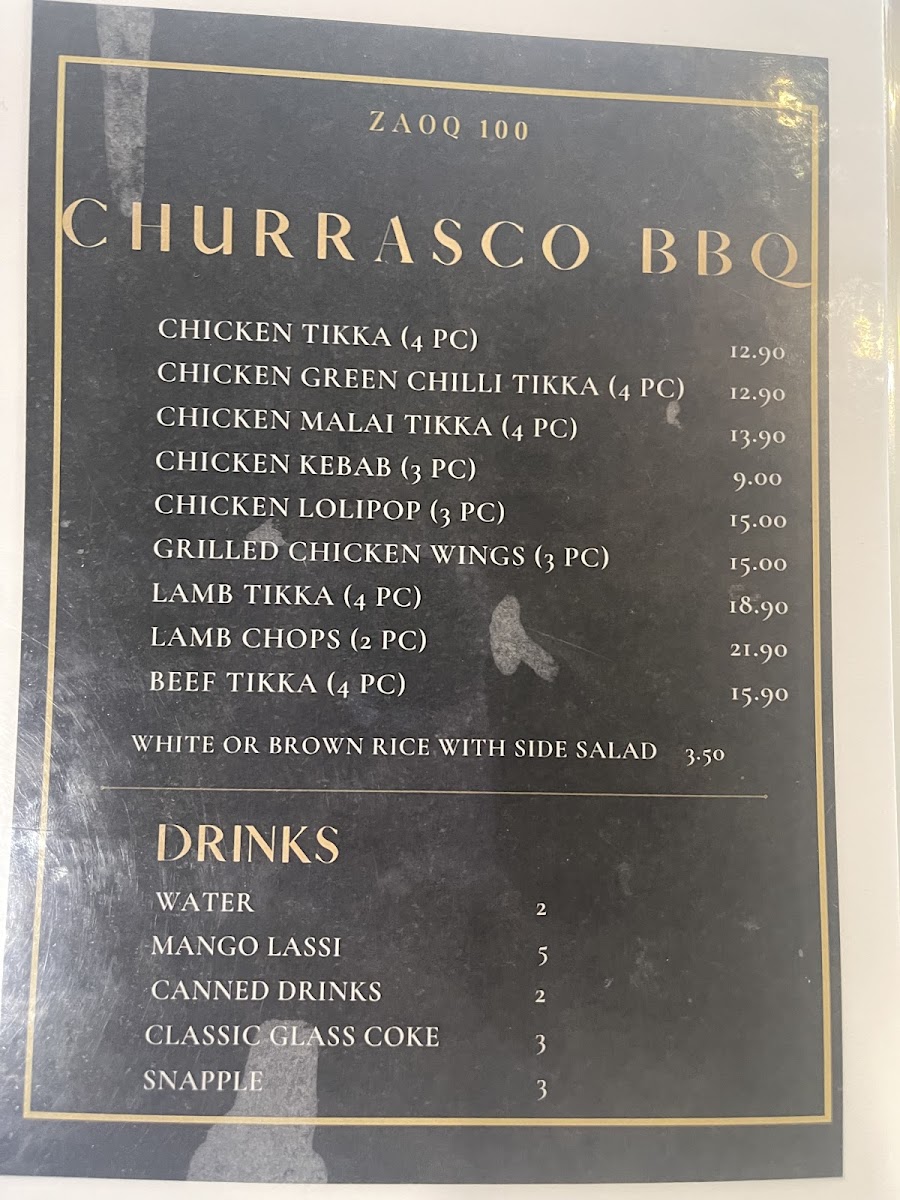 ZAOQ 100
CHURRASCO BBQ
CHICKEN TIKKA (4 PC) 12.90
CHICKEN GREEN CHILLI TIKKA (4 PC) 12.90
CHICKEN MALAI TIKKA (4 PC) 13.90
CHICKEN KEBAB (3 PC) 9.00
CHICKEN LOLIPOP (3 PC) 15.00
GRILLED CHICKEN WINGS (3 PC) 15.00
LAMB TIKKA (4 PC) 18.90
LAMB CHOPS (2 PC) 21.90
BEEF TIKKA (4 PC) 15.90
WHITE OR BROWN RICE WITH SIDE SALAD 3.50
DRINKS
WATER 2
MANGO LASSI 5
CANNED DRINKS 2
CLASSIC GLASS COKE 3
SNAPPLE 3